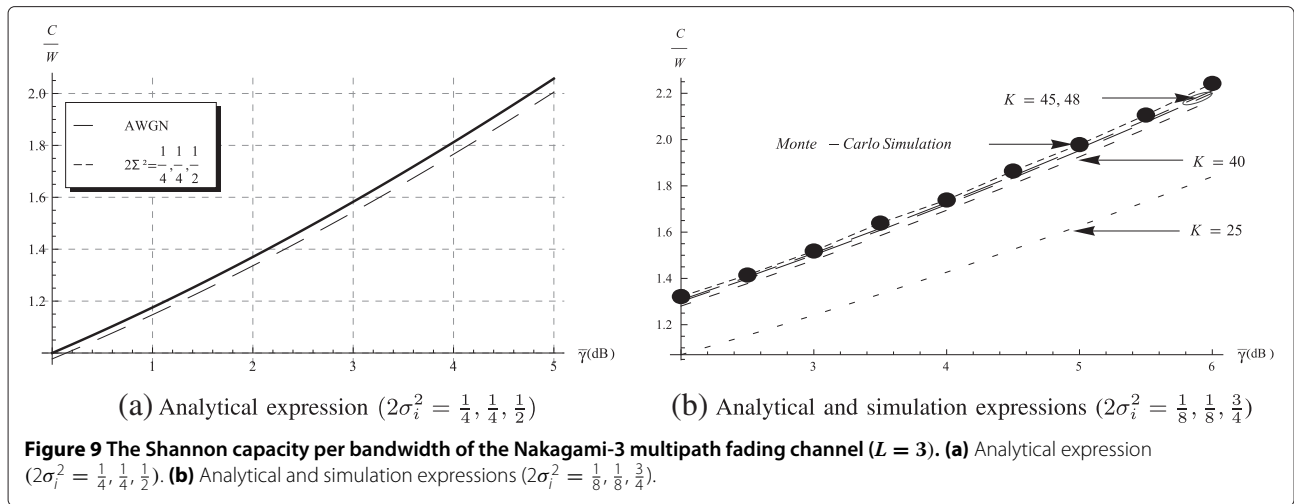 C/W
2.0
1.8
1.6
1.4
1.2
1 2 3 4 5
γ̅(dB)
AWGN
2Σ²=1/4,1/4,1/2
(a) Analytical expression (2σᵢ² = 1/4, 1/4, 1/2)
C/W
2.2
2.0
1.8
1.6
1.4
1.2
3 4 5 6
γ̅(dB)
K = 45, 48
Monte – Carlo Simulation
K = 40
K = 25
(b) Analytical and simulation expressions (2σᵢ² = 1/8, 1/8, 3/4)
Figure 9 The Shannon capacity per bandwidth of the Nakagami-3 multipath fading channel (L = 3). (a) Analytical expression
(2σᵢ² = 1/4, 1/4, 1/2). (b) Analytical and simulation expressions (2σᵢ² = 1/8, 1/8, 3/4).